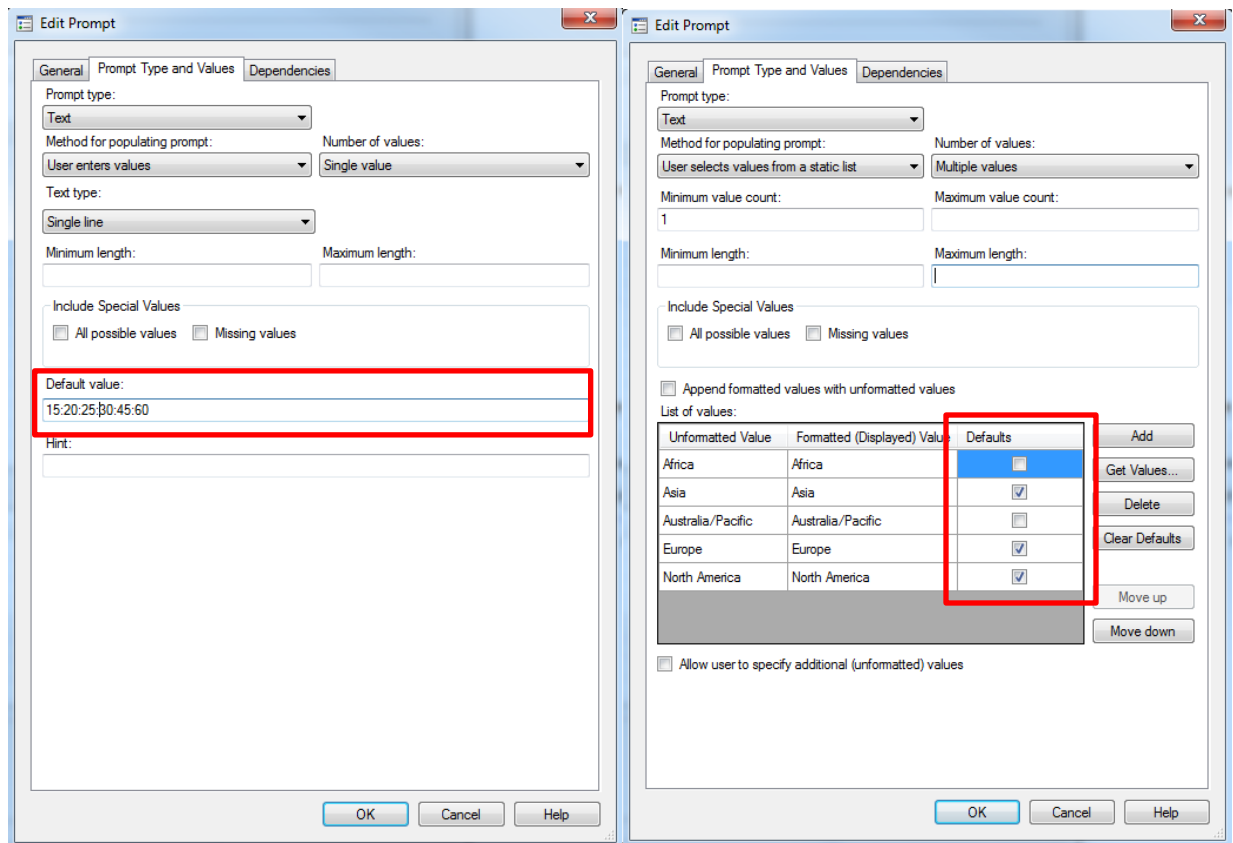 Edit Prompt
General Prompt Type and Values Dependencies
Prompt type:
Text
Method for populating prompt: Number of values:
User enters values Single value
Text type:
Single line
Minimum length: Maximum length:
Include Special Values
All possible values Missing values
Default value:
15:20:25:30:45:60
Hint:
OK Cancel Help
Edit Prompt
General Prompt Type and Values Dependencies
Prompt type:
Text
Method for populating prompt: Number of values:
User selects values from a static list Multiple values
Minimum value count: Maximum value count:
1
Minimum length: Maximum length:
Include Special Values
All possible values Missing values
Append formatted values with unformatted values
List of values:
Unformatted Value Formatted (Displayed) Value Defaults Add
Africa Africa Get Values...
Asia Asia Delete
Australia/Pacific Australia/Pacific
Europe Europe Clear Defaults
North America North America
Move up
Move down
Allow user to specify additional (unformatted) values
OK Cancel Help